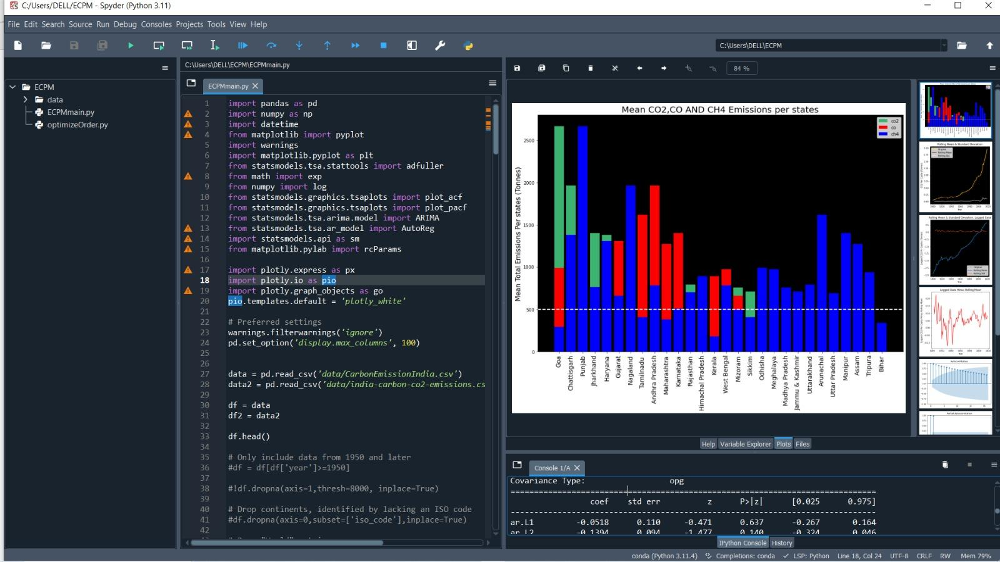 C:/Users/DELL/ECPM - Spyder (Python 3.11)
File Edit Search Source Run Debug Consoles Projects Tools View Help
C:\Users\DELL\ECPM
ECPM
data
ECPMmain.py
optimizeOrder.py
C:\Users\DELL\ECPM\ECPMmain.py
ECPMmain.py
1 import pandas as pd
2 import numpy as np
3 import datetime
4 from matplotlib import pyplot
5 import warnings
6 import matplotlib.pyplot as plt
7 from statsmodels.tsa.stattools import adfuller
8 from math import exp
9 from numpy import log
10 from statsmodels.graphics.tsaplots import plot_acf
11 from statsmodels.graphics.tsaplots import plot_pacf
12 from statsmodels.tsa.arima.model import ARIMA
13 from statsmodels.tsa.ar_model import AutoReg
14 import statsmodels.api as sm
15 from matplotlib.pylab import rcParams
16
17 import plotly.express as px
18 import plotly.io as pio
19 import plotly.graph_objects as go
20 pio.templates.default = 'plotly_white'
21
22 # Preferred settings
23 warnings.filterwarnings('ignore')
24 pd.set_option('display.max_columns', 100)
25
26
27 data = pd.read_csv('data/CarbonEmissionIndia.csv')
28 data2 = pd.read_csv('data/india-carbon-co2-emissions.cs
29
30 df = data
31 df2 = data2
32
33 df.head()
34
35 # Only include data from 1950 and later
36 #df = df[df['year']>=1950]
37
38 #!df.dropna(axis=1,thresh=8000, inplace=True)
39
40 # Drop continents, identified by lacking an ISO code
41 #df.dropna(axis=0,subset=['iso_code'],inplace=True)
42
84 %
Mean CO2,CO AND CH4 Emissions per states
co2
co
ch4
Mean Total Emissions Per states (Tonnes)
2500
2000
1500
1000
500
0
Goa
Chattisgarh
Punjab
Jharkhand
Haryana
Gujarat
Nagaland
Tamilnadu
Andhra Pradesh
Maharashtra
Karnataka
Rajasthan
Himachal Pradesh
Kerala
West Bengal
Mizoram
Sikkim
Odhisha
Meghalaya
Madhya Pradesh
Jammu & Kashmir
Uttarakhand
Arunachal
Uttar Pradesh
Manipur
Assam
Tripura
Bihar
Rolling Mean & Standard Deviation
Rolling Mean & Standard Deviation, Logged Data
Logged Data Minus Rolling Mean
Autocorrelation
Partial Autocorrelation
Help Variable Explorer Plots Files
Console 1/A
Covariance Type: opg
==============================================================================
coef std err z P>|z| [0.025 0.975]
------------------------------------------------------------------------------
ar.L1 -0.0518 0.110 -0.471 0.637 -0.267 0.164
ar.L2 -0.1394 0.094 -1.477 0.140 -0.324 0.046
IPython Console History
conda (Python 3.11.4) Completions: conda LSP: Python Line 18, Col 24 UTF-8 CRLF RW Mem 79%